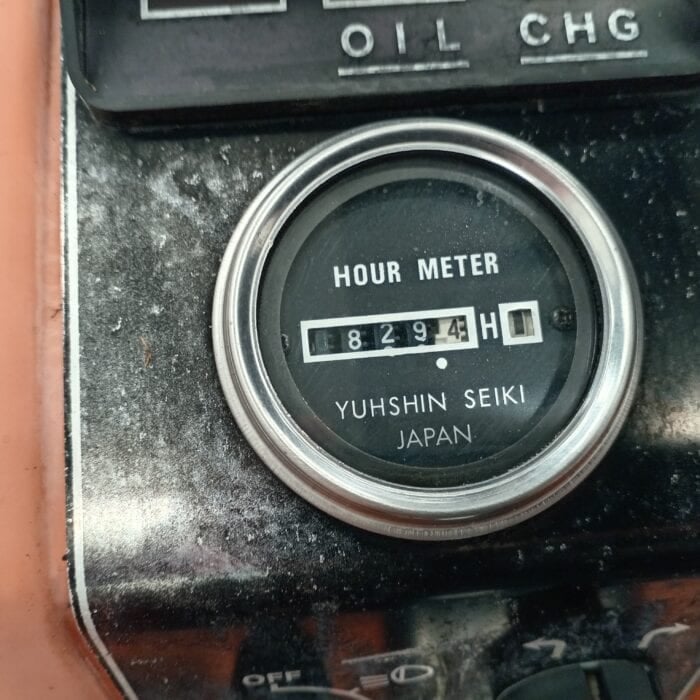 OIL CHG
HOUR METER
8294 H
YUHSHIN SEIKI
JAPAN
OFF